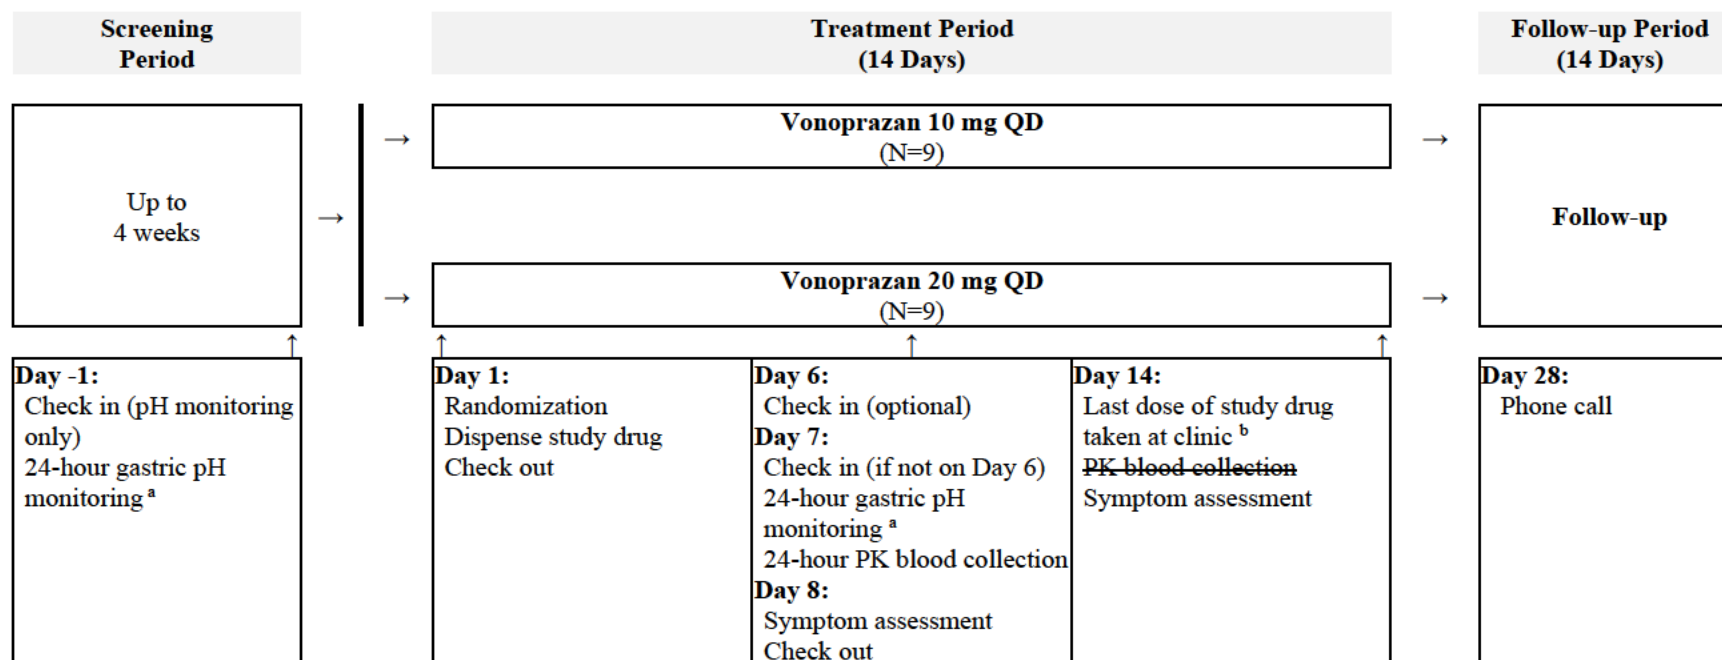 Screening
Period
Treatment Period
(14 Days)
Follow-up Period
(14 Days)
Up to
4 weeks
→
→
→
Vonoprazan 10 mg QD
(N=9)
Vonoprazan 20 mg QD
(N=9)
→
→
Follow-up
↑
↑
↑
↑
Day -1:
Check in (pH monitoring
only)
24-hour gastric pH
monitoring a
Day 1:
Randomization
Dispense study drug
Check out
Day 6:
Check in (optional)
Day 7:
Check in (if not on Day 6)
24-hour gastric pH
monitoring a
24-hour PK blood collection
Day 8:
Symptom assessment
Check out
Day 14:
Last dose of study drug
taken at clinic b
PK blood collection
Symptom assessment
Day 28:
Phone call